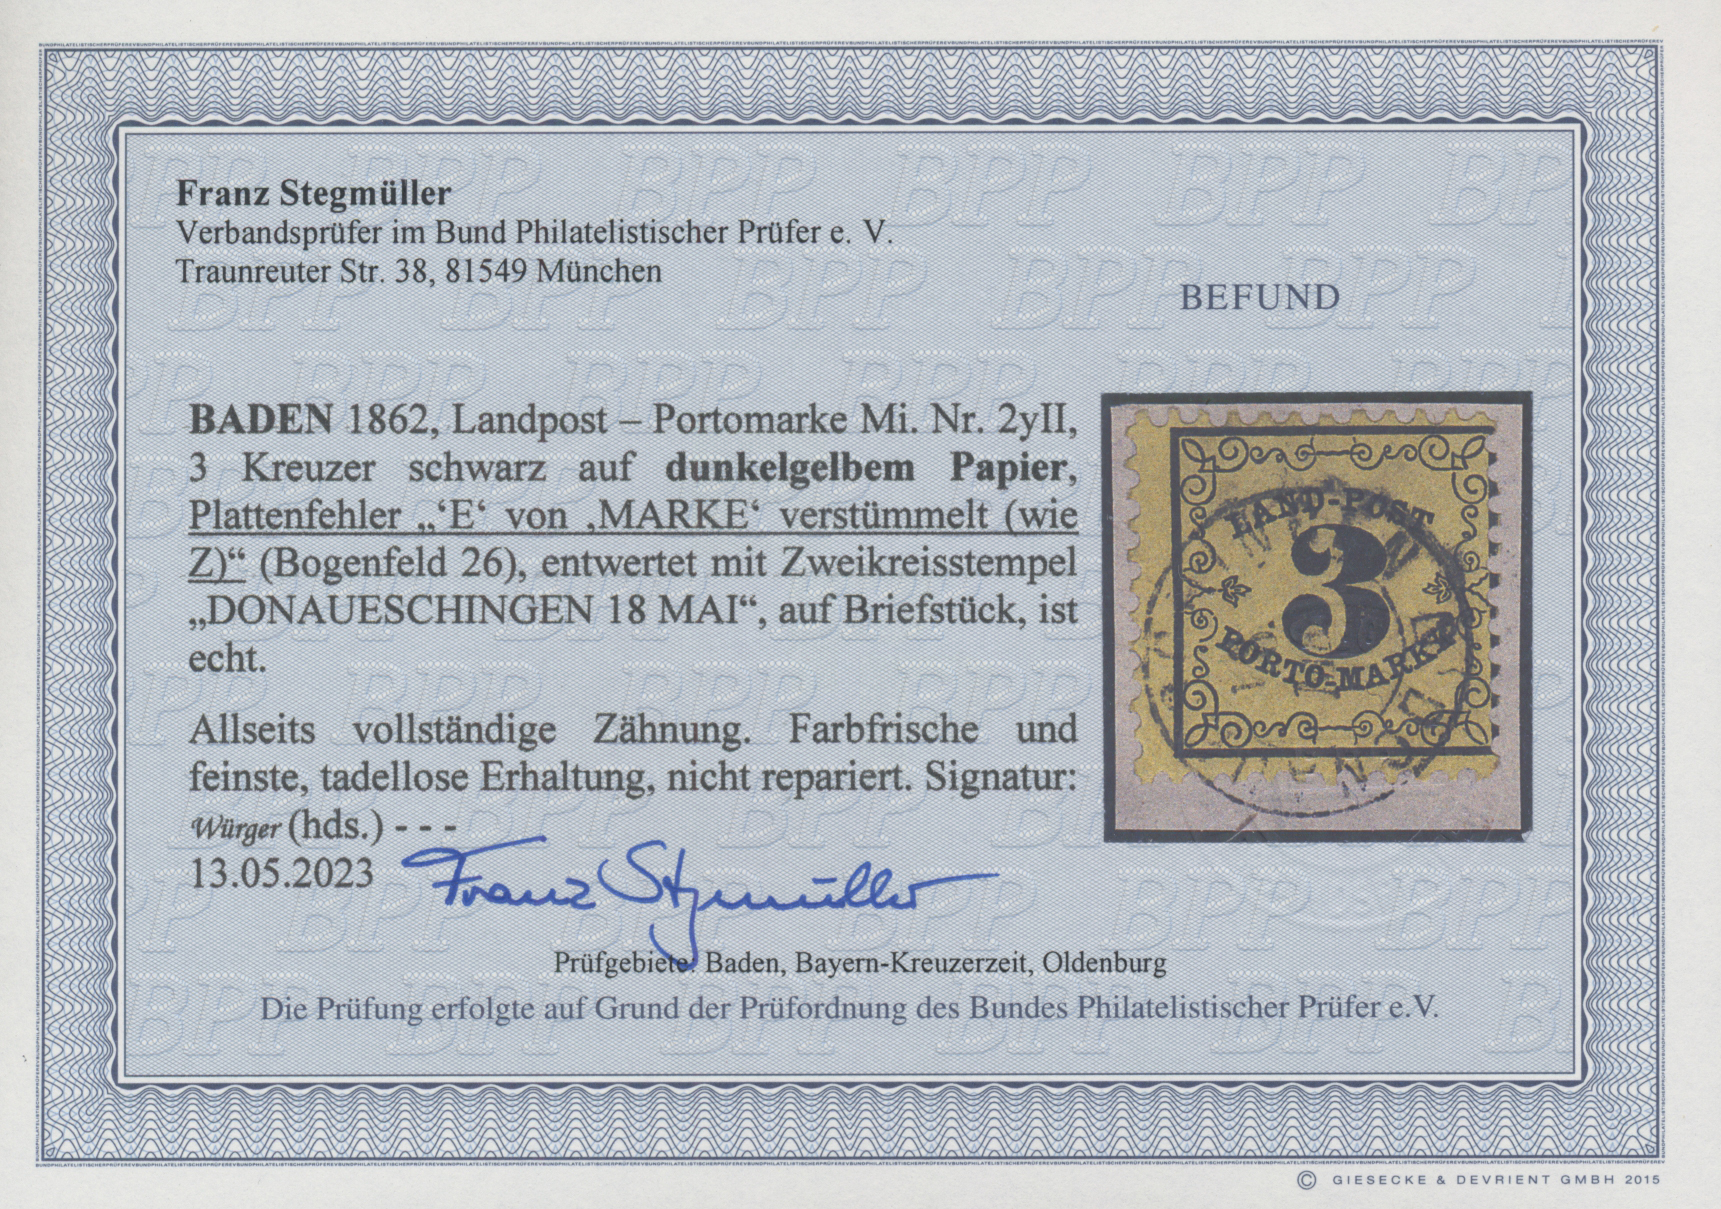 Franz Stegmüller
Verbandsprüfer im Bund Philatelistischer Prüfer e. V.
Traunreuter Str. 38, 81549 München
BEFUND
BADEN 1862, Landpost – Portomarke Mi. Nr. 2yII,
3 Kreuzer schwarz auf dunkelgelbem Papier,
Plattenfehler „‘E‘ von ‚MARKE‘ verstümmelt (wie
Z)“ (Bogenfeld 26), entwertet mit Zweikreisstempel
„DONAUESCHINGEN 18 MAI“, auf Briefstück, ist
echt.
Allseits vollständige Zähnung. Farbfrische und
feinste, tadellose Erhaltung, nicht repariert. Signatur:
Würger (hds.) - - -
13.05.2023
Franz Stegmüller
LAND-POST
3
PORTO-MARKE
Prüfgebiete: Baden, Bayern-Kreuzerzeit, Oldenburg
Die Prüfung erfolgte auf Grund der Prüfordnung des Bundes Philatelistischer Prüfer e.V.
© GIESECKE & DEVRIENT GMBH 2015